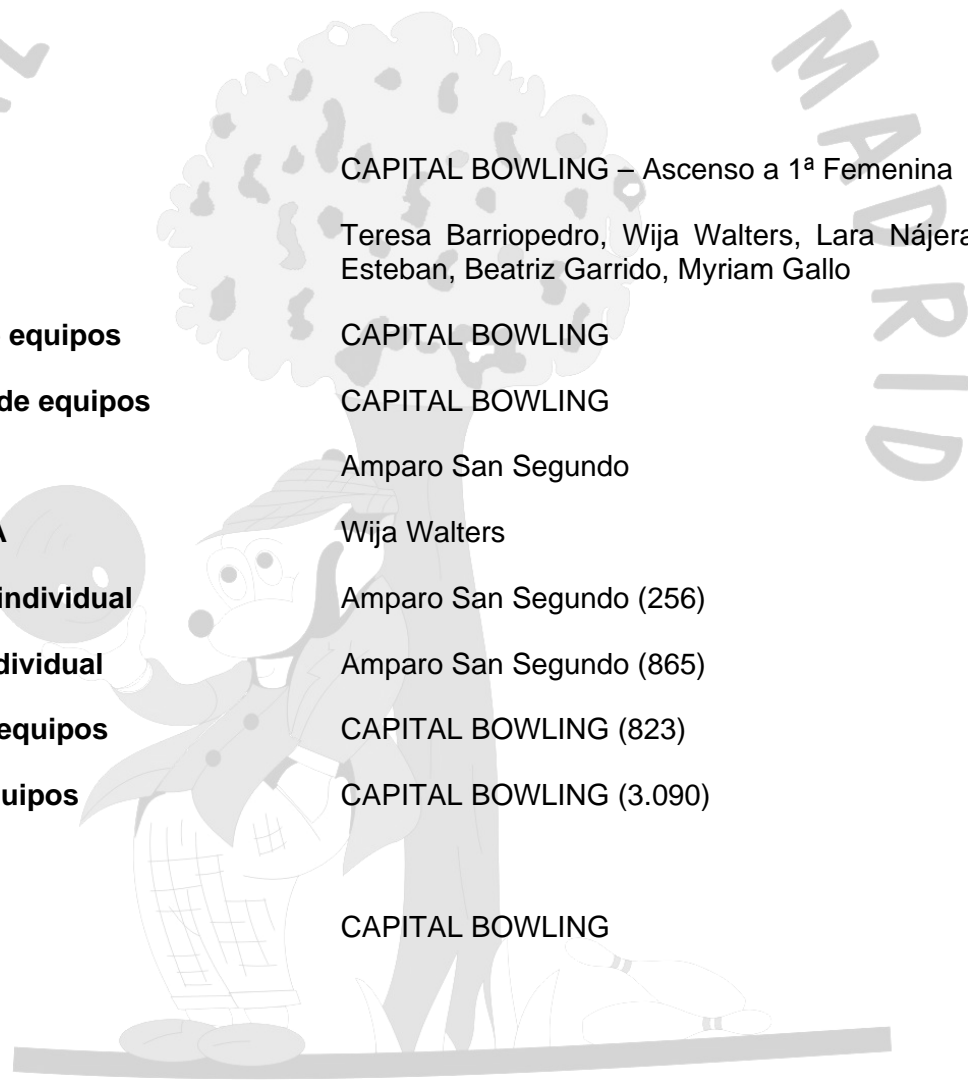 MADRID
CAPITAL BOWLING – Ascenso a 1ª Femenina
Teresa Barriopedro, Wija Walters, Lara Nájera
Esteban, Beatriz Garrido, Myriam Gallo
equipos CAPITAL BOWLING
de equipos CAPITAL BOWLING
Amparo San Segundo
A Wija Walters
individual Amparo San Segundo (256)
dividual Amparo San Segundo (865)
equipos CAPITAL BOWLING (823)
uipos CAPITAL BOWLING (3.090)
CAPITAL BOWLING